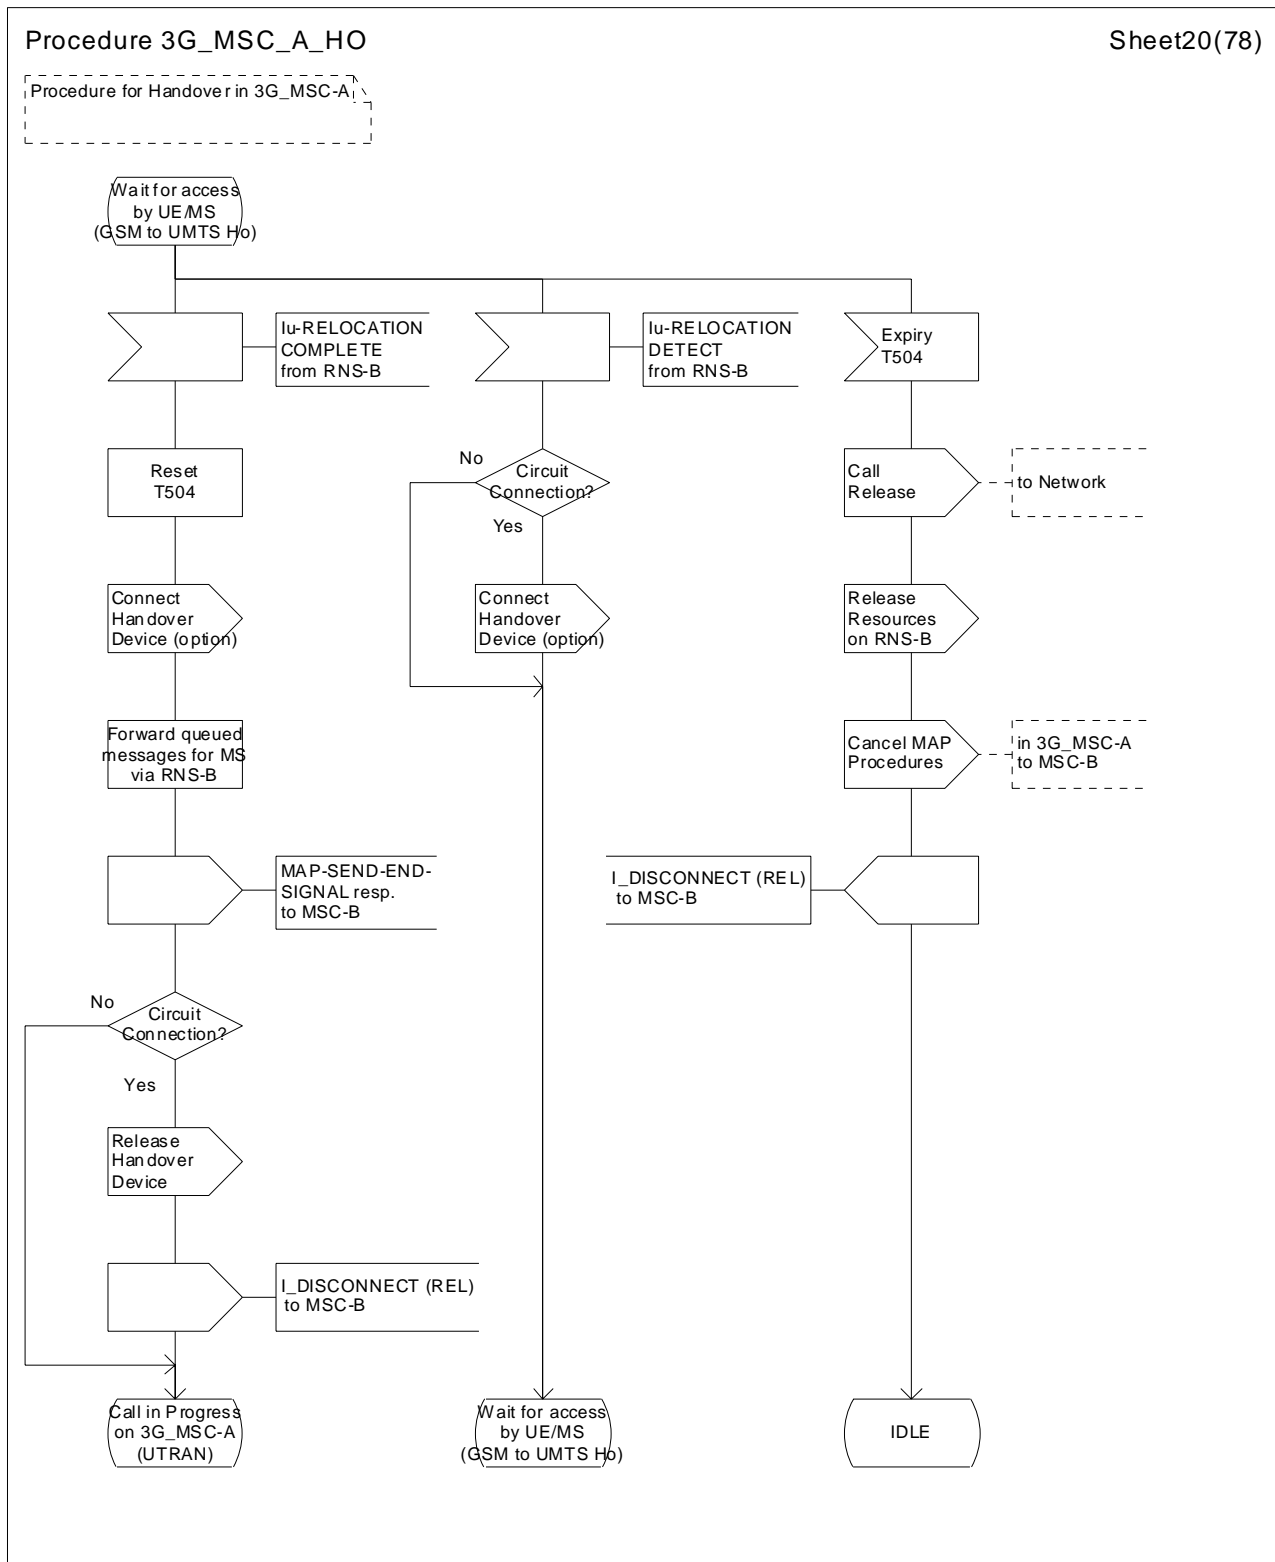 Procedure 3G_MSC_A_HO
Sheet20(78)
Procedure for Handover in 3G_MSC-A
Wait for access
by UE/MS
(GSM to UMTS Ho)
Iu-RELOCATION
COMPLETE
from RNS-B
Iu-RELOCATION
DETECT
from RNS-B
Expiry
T504
Reset
T504
No
Circuit
Connection?
Yes
Call
Release
to Network
Connect
Handover
Device (option)
Connect
Handover
Device (option)
Release
Resources
on RNS-B
Forward queued
messages for MS
via RNS-B
Cancel MAP
Procedures
in 3G_MSC-A
to MSC-B
MAP-SEND-END-
SIGNAL resp.
to MSC-B
I_DISCONNECT (REL)
to MSC-B
No
Circuit
Connection?
Yes
Release
Handover
Device
I_DISCONNECT (REL)
to MSC-B
Call in Progress
on 3G_MSC-A
(UTRAN)
Wait for access
by UE/MS
(GSM to UMTS Ho)
IDLE